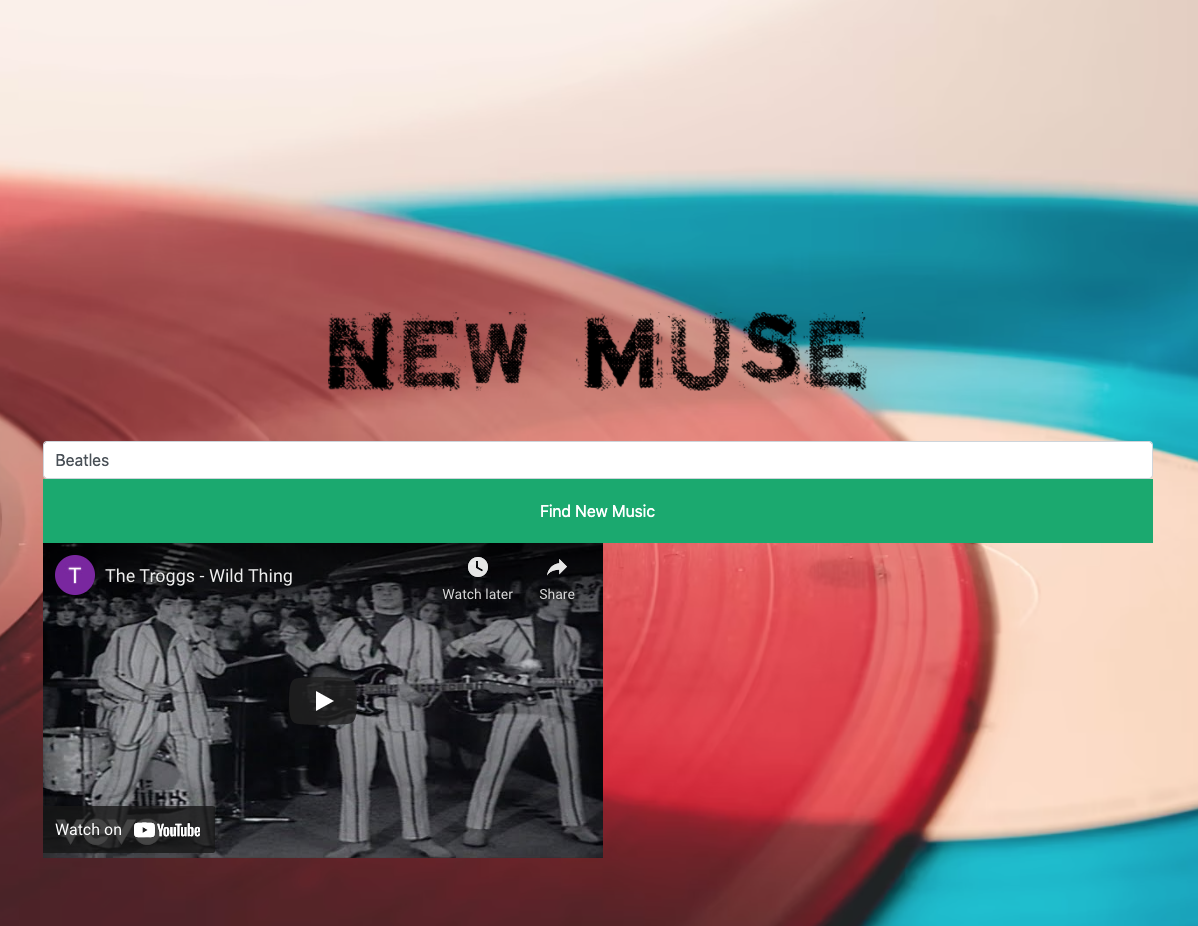 New Muse
Beatles
Find New Music
T
The Troggs - Wild Thing
Watch later
Share
Watch on YouTube